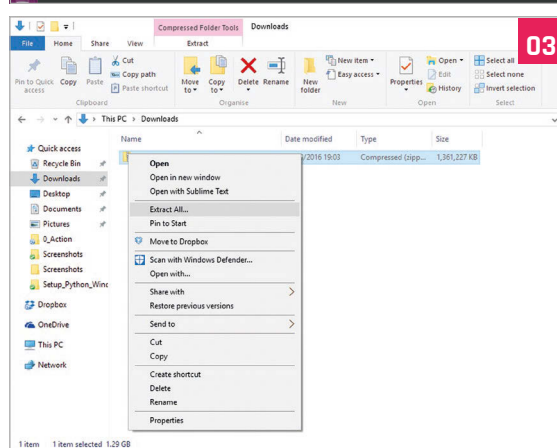 Compressed Folder Tools Downloads
File Home Share View Extract
03
Pin to Quick access
Copy
Paste
Cut
Copy path
Paste shortcut
Clipboard
Move to
Copy to
Delete
Rename
Organise
New folder
New item
Easy access
New
Properties
Open
Edit
History
Open
Select all
Select none
Invert selection
Select
This PC > Downloads
Name Date modified Type Size
/2016 19:03 Compressed (zipp... 1,361,227 KB
Quick access
Recycle Bin
Downloads
Desktop
Documents
Pictures
0_Action
Screenshots
Screenshots
Setup_Python_Winc
Dropbox
OneDrive
This PC
Network
Open
Open in new window
Open with Sublime Text
Extract All...
Pin to Start
Move to Dropbox
Scan with Windows Defender...
Open with...
Share with
Restore previous versions
Send to
Cut
Copy
Create shortcut
Delete
Rename
Properties
1 item 1 item selected 1.29 GB